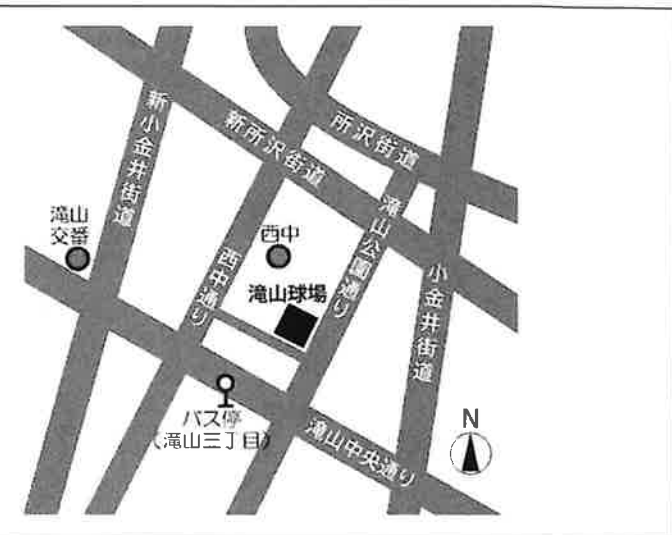 新小金井街道
新所沢街道
所沢街道
滝山
交番
西中
滝山公園通り
西中通り
滝山球場
小金井街道
バス停
(滝山三丁目)
滝山中央通り
N